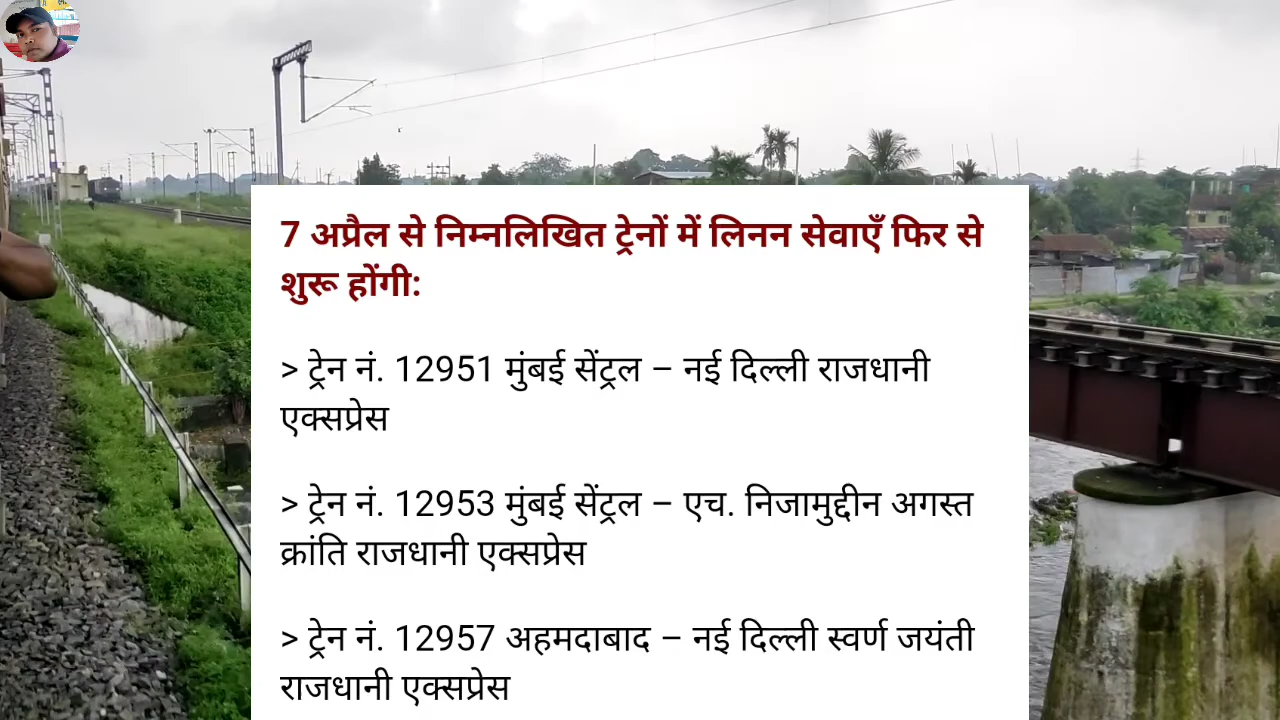 7 अप्रैल से निम्नलिखित ट्रेनों में लिनन सेवाएँ फिर से
शुरू होंगी:
> ट्रेन नं. 12951 मुंबई सेंट्रल – नई दिल्ली राजधानी
एक्सप्रेस
> ट्रेन नं. 12953 मुंबई सेंट्रल – एच. निजामुद्दीन अगस्त
क्रांति राजधानी एक्सप्रेस
> ट्रेन नं. 12957 अहमदाबाद – नई दिल्ली स्वर्ण जयंती
राजधानी एक्सप्रेस